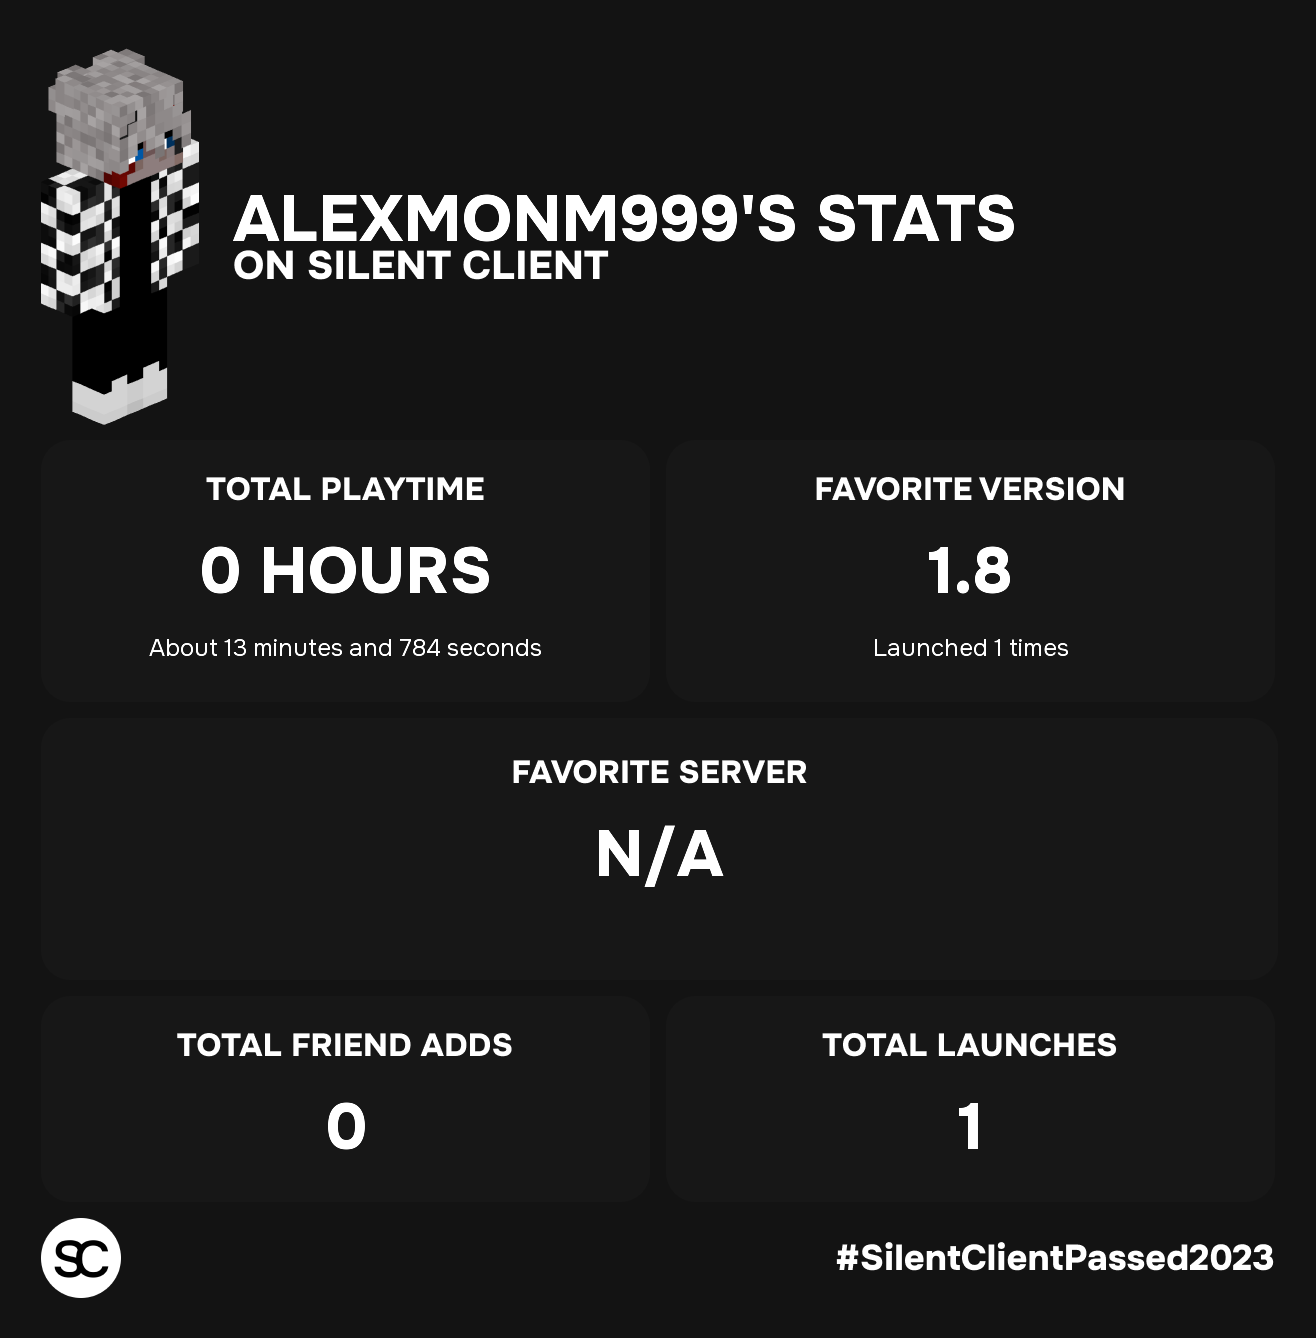 ALEXMONM999'S STATS
ON SILENT CLIENT
TOTAL PLAYTIME
0 HOURS
About 13 minutes and 784 seconds
FAVORITE VERSION
1.8
Launched 1 times
FAVORITE SERVER
N/A
TOTAL FRIEND ADDS
0
TOTAL LAUNCHES
1
SC
#SilentClientPassed2023